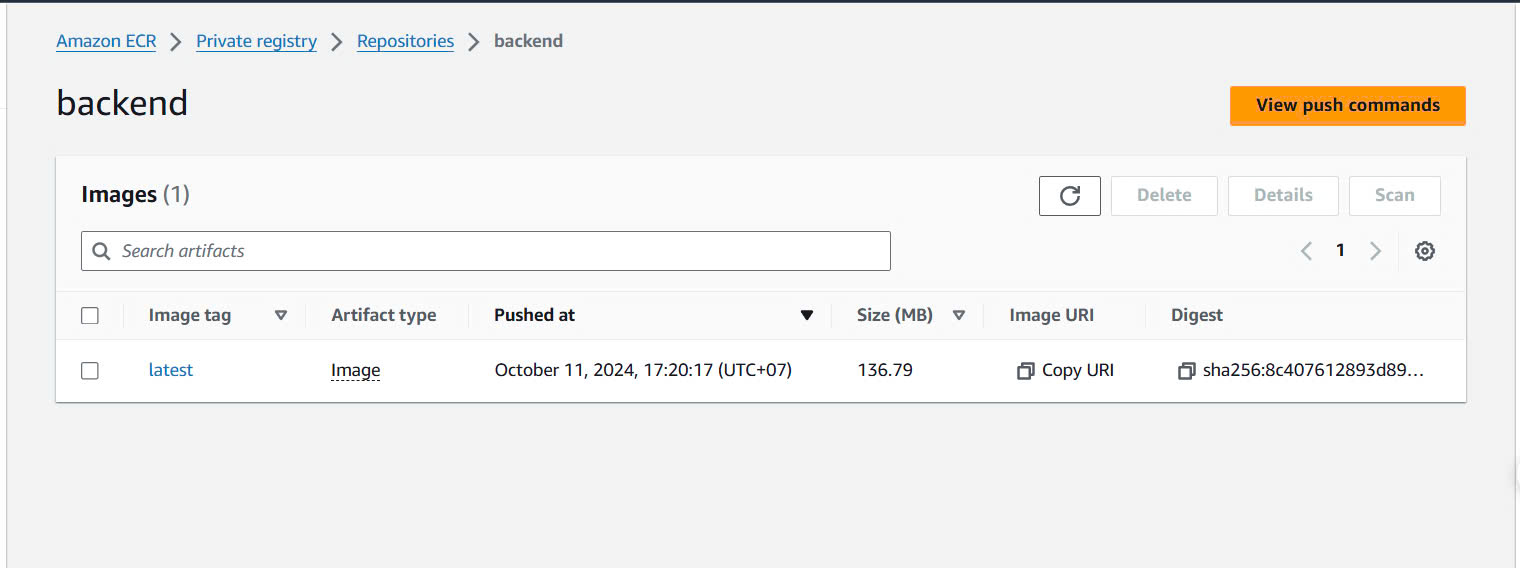 Amazon ECR > Private registry > Repositories > backend
backend
View push commands
Images (1)
Delete Details Scan
Search artifacts
1
Image tag Artifact type Pushed at Size (MB) Image URI Digest
latest Image October 11, 2024, 17:20:17 (UTC+07) 136.79 Copy URI sha256:8c407612893d89...